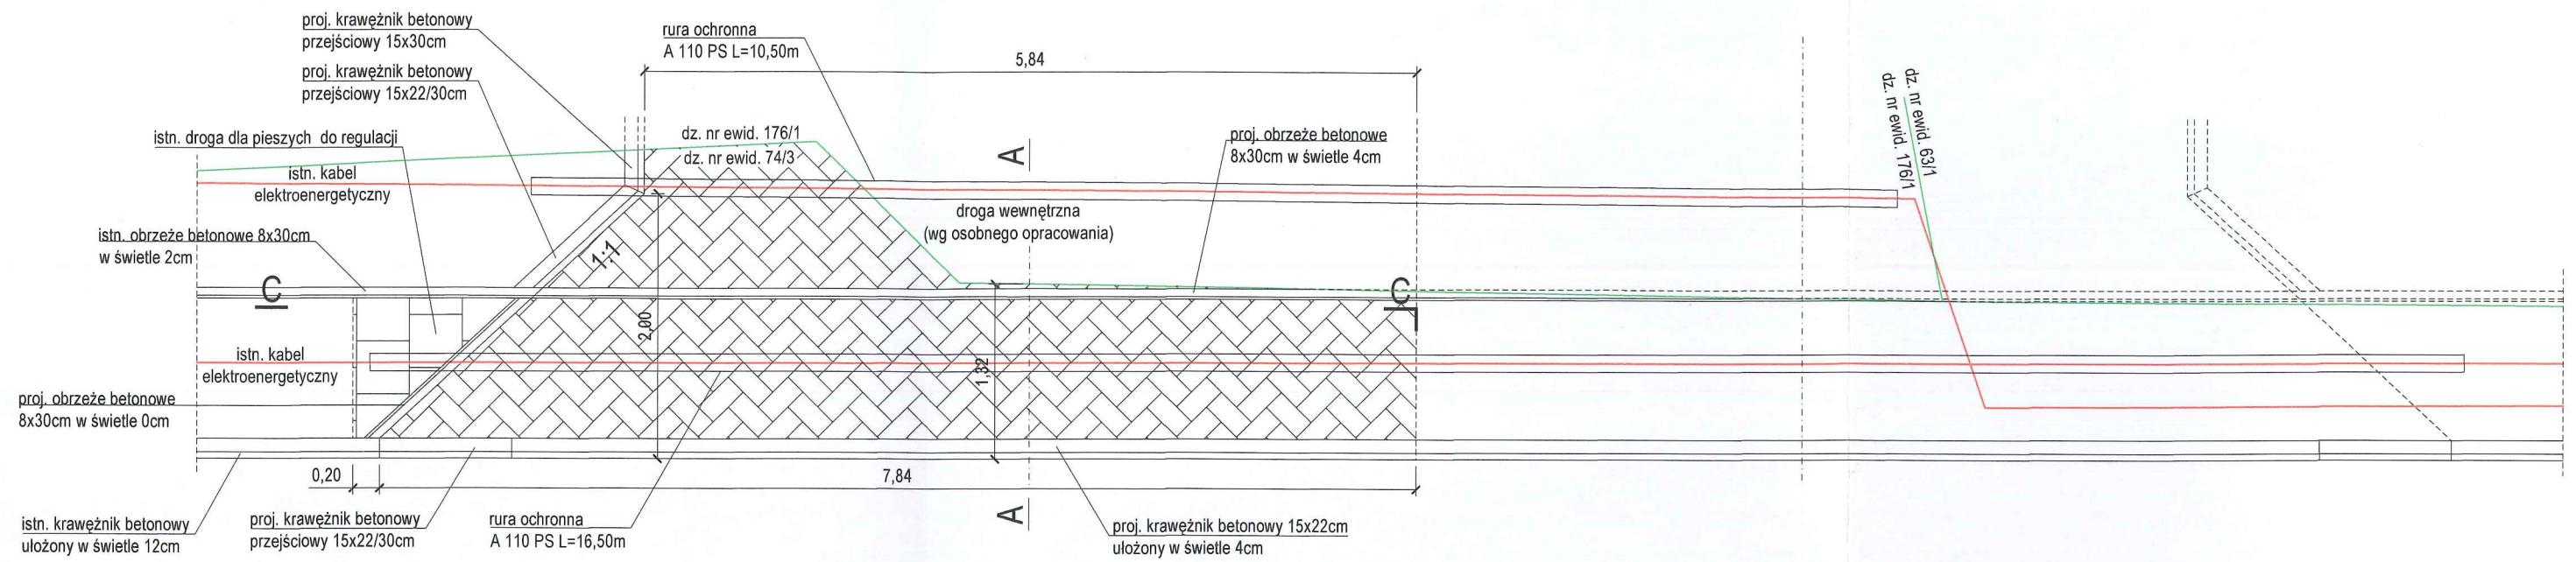 proj. krawężnik betonowy
przejściowy 15x30cm
rura ochronna
A 110 PS L=10,50m
5,84
proj. krawężnik betonowy
przejściowy 15x22/30cm
dz. nr ewid. 63/1
dz. nr ewid. 176/1
istn. droga dla pieszych do regulacji
dz. nr ewid. 176/1
dz. nr ewid. 74/3
A
proj. obrzeże betonowe
8x30cm w świetle 4cm
istn. kabel
elektroenergetyczny
droga wewnętrzna
(wg osobnego opracowania)
istn. obrzeże betonowe 8x30cm
w świetle 2cm
1:1
C
C
2,00
1,32
istn. kabel
elektroenergetyczny
proj. obrzeże betonowe
8x30cm w świetle 0cm
0,20
7,84
istn. krawężnik betonowy
ułożony w świetle 12cm
proj. krawężnik betonowy
przejściowy 15x22/30cm
rura ochronna
A 110 PS L=16,50m
A
proj. krawężnik betonowy 15x22cm
ułożony w świetle 4cm